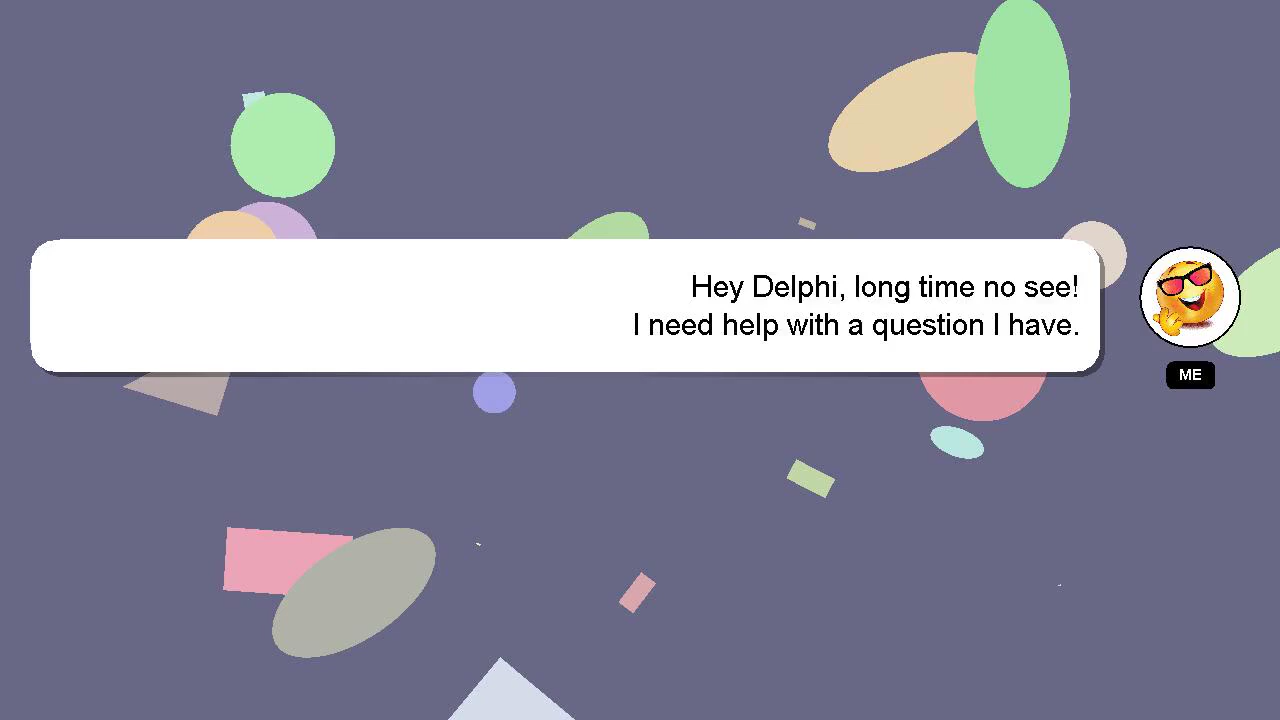 Hey Delphi, long time no see!
I need help with a question I have.
ME